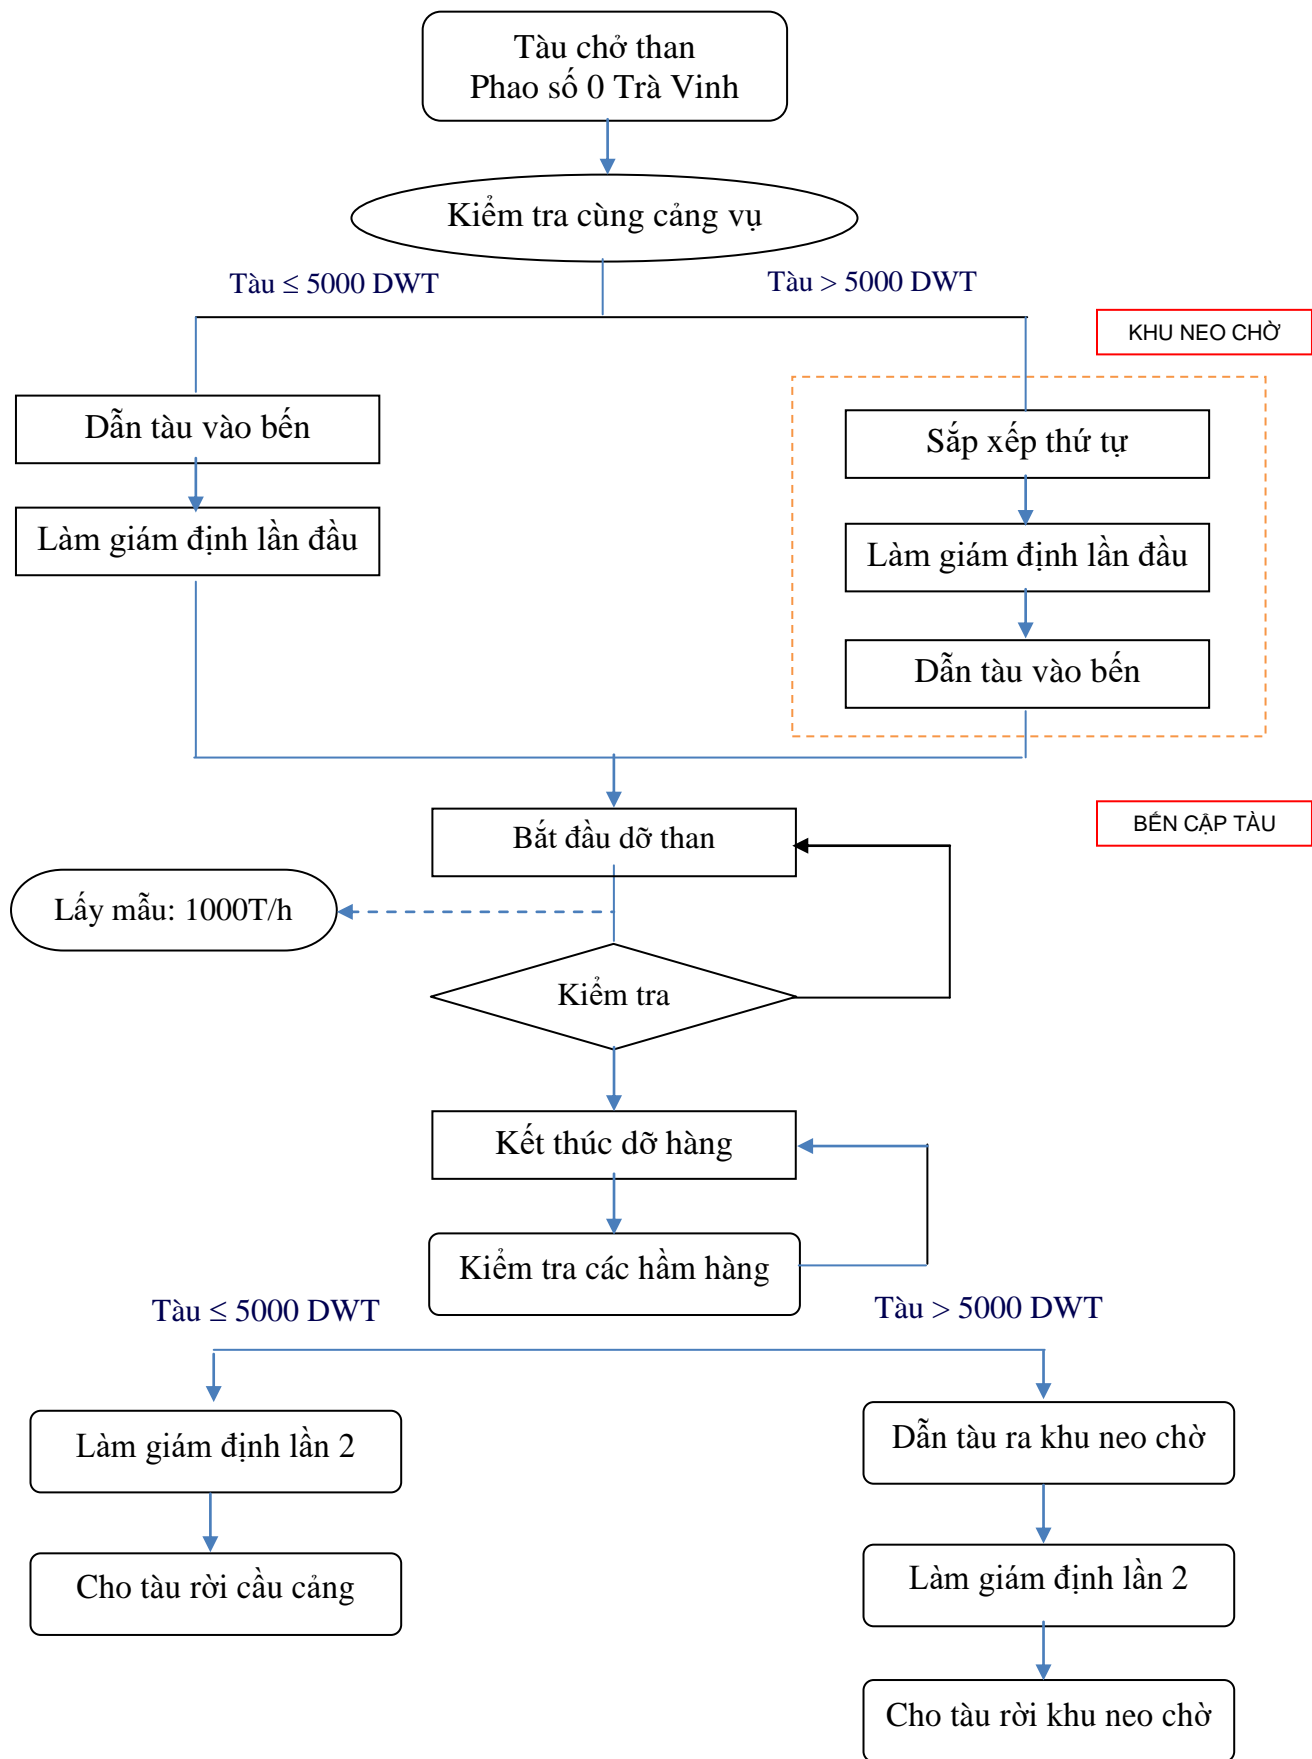 Tàu chở than
Phao số 0 Trà Vinh
Kiểm tra cùng cảng vụ
Tàu ≤ 5000 DWT
Tàu > 5000 DWT
KHU NEO CHỜ
Dẫn tàu vào bến
Sắp xếp thứ tự
Làm giám định lần đầu
Làm giám định lần đầu
Dẫn tàu vào bến
Bắt đầu dỡ than
BẾN CẬP TÀU
Lấy mẫu: 1000T/h
Kiểm tra
Kết thúc dỡ hàng
Kiểm tra các hầm hàng
Tàu ≤ 5000 DWT
Tàu > 5000 DWT
Làm giám định lần 2
Dẫn tàu ra khu neo chờ
Cho tàu rời cầu cảng
Làm giám định lần 2
Cho tàu rời khu neo chờ